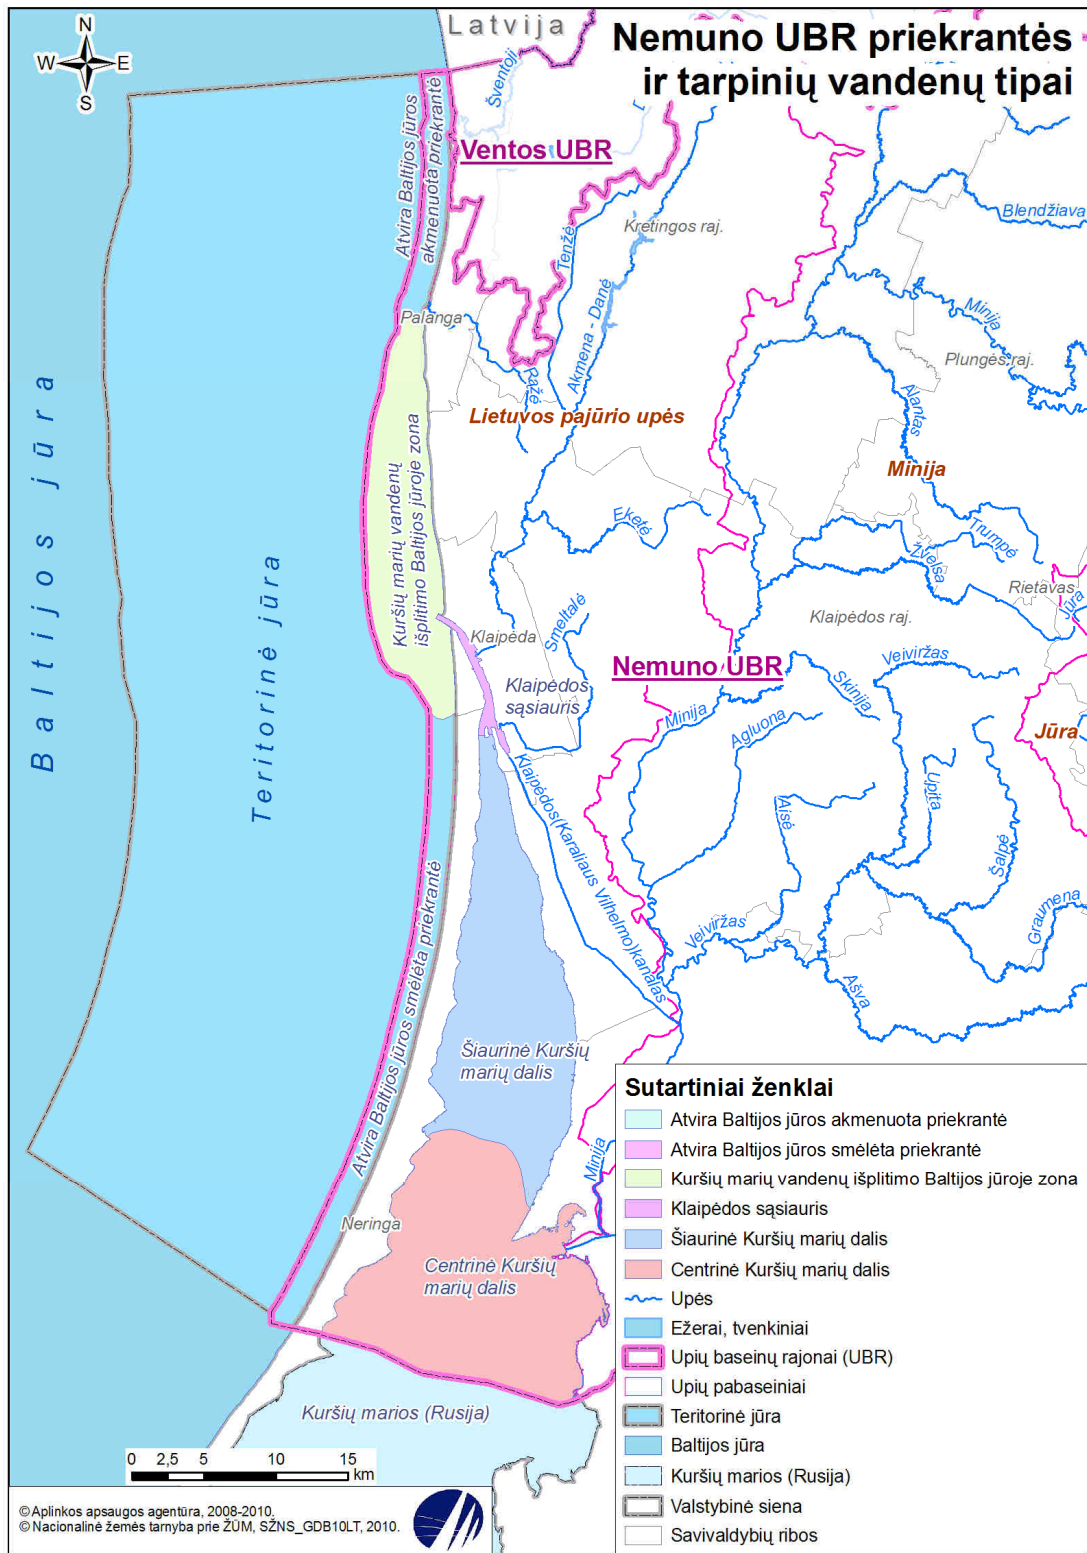 Nemuno UBR priekrantės
ir tarpinių vandenų tipai
Latvija
N
W
E
S
Šventoji
Ventos UBR
Atvira Baltijos jūros
akmenuota priekrantė
Kretingos raj.
Tenžė
Akmena - Danė
Blendžiava
Minija
Plungės raj.
Palanga
Ražė
Lietuvos pajūrio upės
Alantas
Minija
Baltijos jūra
Teritorinė jūra
Kuršių marių vandenų
išplitimo Baltijos jūroje zona
Eketė
Trumpė
Žvelsa
Rietavas
Jūra
Smeltalė
Klaipėda
Klaipėdos raj.
Nemuno UBR
Veiviržas
Klaipėdos
sąsiauris
Skinija
Minija
Agluona
Jūra
Klaipėdos(Karaliaus Vilhelmo)kanalas
Aisė
Upita
Šalpė
Graumena
Veiviržas
Ašva
Atvira Baltijos jūros smėlėta priekrantė
Šiaurinė Kuršių
marių dalis
Minija
Neringa
Centrinė Kuršių
marių dalis
Kuršių marios (Rusija)
Sutartiniai ženklai
Atvira Baltijos jūros akmenuota priekrantė
Atvira Baltijos jūros smėlėta priekrantė
Kuršių marių vandenų išplitimo Baltijos jūroje zona
Klaipėdos sąsiauris
Šiaurinė Kuršių marių dalis
Centrinė Kuršių marių dalis
Upės
Ežerai, tvenkiniai
Upių baseinų rajonai (UBR)
Upių pabaseiniai
Teritorinė jūra
Baltijos jūra
Kuršių marios (Rusija)
Valstybinė siena
Savivaldybių ribos
0 2,5 5 10 15
km
© Aplinkos apsaugos agentūra, 2008-2010.
© Nacionalinė žemės tarnyba prie ŽŪM, SŽNS_GDB10LT, 2010.